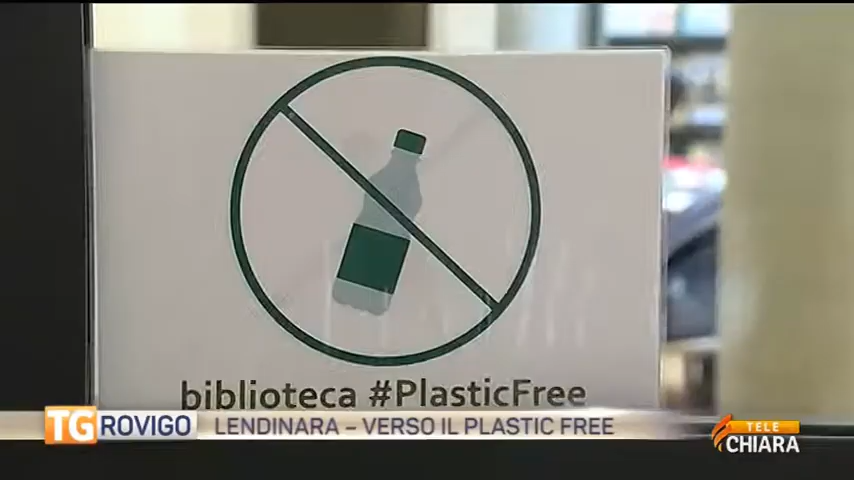 biblioteca #PlasticFree
TG ROVIGO LENDINARA – VERSO IL PLASTIC FREE
TELE
CHIARA